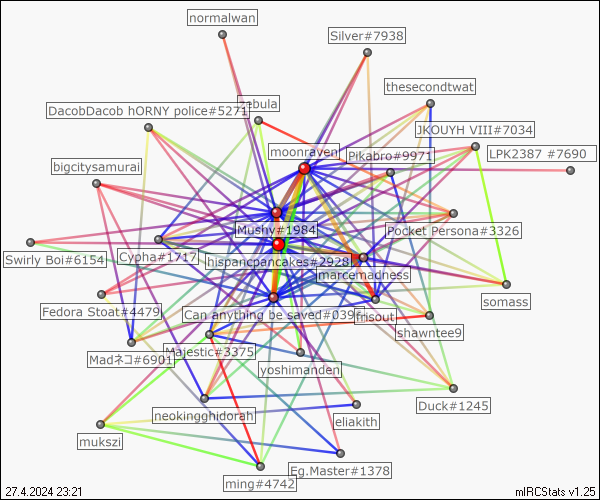 normalwan
Silver#7938
thesecondtwat
DacobDacob hORNY police#5271
JKOUYH VIII#7034
moonraven
Pikabro#9971
LPK2387 #7690
bigcitysamurai
Mushy#1984
Pocket Persona#3326
Swirly Boi#6154
Cypha#1717
hispancpancakes#2928
marcemadness
Fedora Stoat#4479
Can anything be saved#0396
frisout
somass
shawntee9
Madネコ#6901
Majestic#3375
yoshimanden
Duck#1245
neokingghidorah
eliakith
mukszi
Eg.Master#1378
ming#4742
27.4.2024 23:21
mIRCStats v1.25